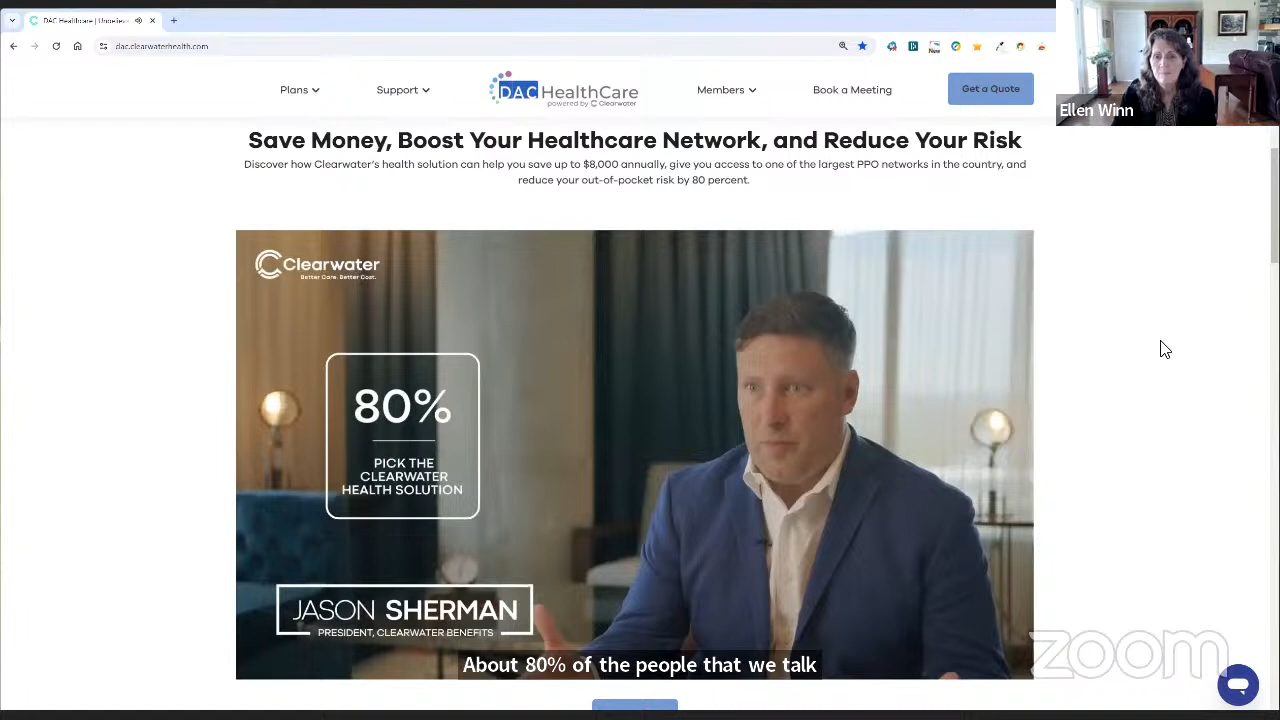 DAC HealthCare | Unbelieva
dac.clearwaterhealth.com
Ellen Winn
Plans
Support
DAC HealthCare
powered by Clearwater
Members
Book a Meeting
Get a Quote
Save Money, Boost Your Healthcare Network, and Reduce Your Risk
Discover how Clearwater's health solution can help you save up to $8,000 annually, give you access to one of the largest PPO networks in the country, and
reduce your out-of-pocket risk by 80 percent.
Clearwater
Better Care. Better Cost.
80%
PICK THE
CLEARWATER
HEALTH SOLUTION
JASON SHERMAN
PRESIDENT, CLEARWATER BENEFITS
About 80% of the people that we talk
zoom